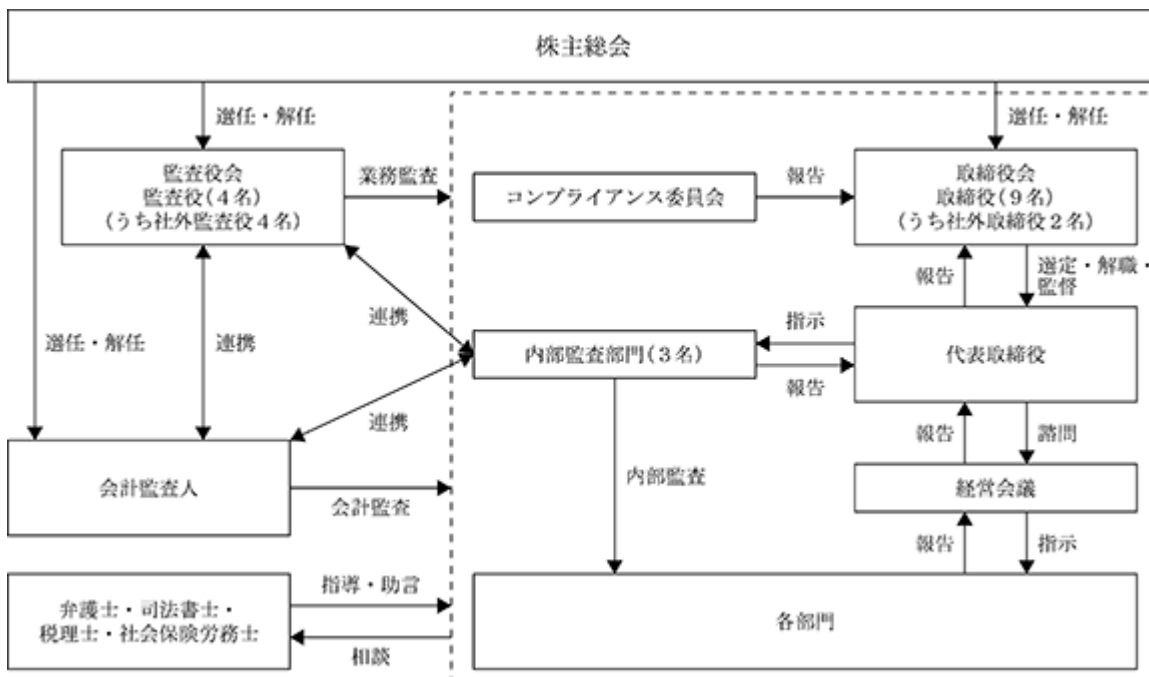 株主総会
選任・解任
選任・解任
監査役会
監査役(4名)
(うち社外監査役4名)
業務監査
コンプライアンス委員会
報告
取締役会
取締役(9名)
(うち社外取締役2名)
報告
選定・解職・
監督
連携
指示
選任・解任
連携
内部監査部門(3名)
代表取締役
報告
連携
報告
諮問
会計監査人
会計監査
内部監査
経営会議
報告
指示
指導・助言
弁護士・司法書士・
税理士・社会保険労務士
各部門
相談